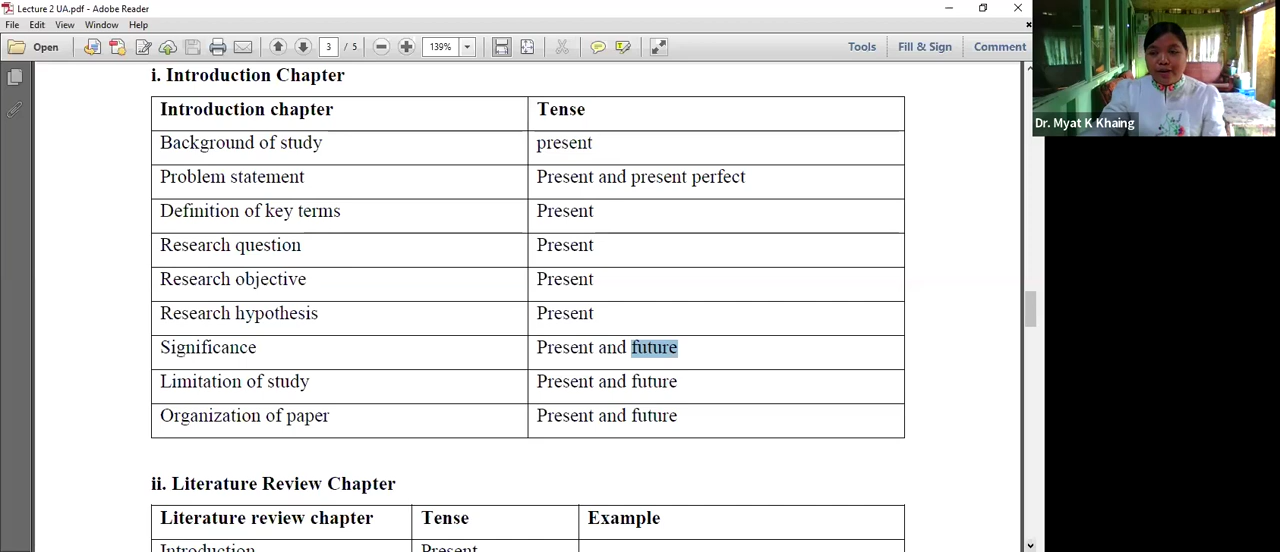 Lecture 2 UA.pdf - Adobe Reader
File Edit View Window Help
Open 3 / 5 139% Tools Fill & Sign Comment
i. Introduction Chapter
Introduction chapter Tense
Background of study present
Problem statement Present and present perfect
Definition of key terms Present
Research question Present
Research objective Present
Research hypothesis Present
Significance Present and future
Limitation of study Present and future
Organization of paper Present and future
ii. Literature Review Chapter
Literature review chapter Tense Example
Introduction Present
Dr. Myat K Khaing